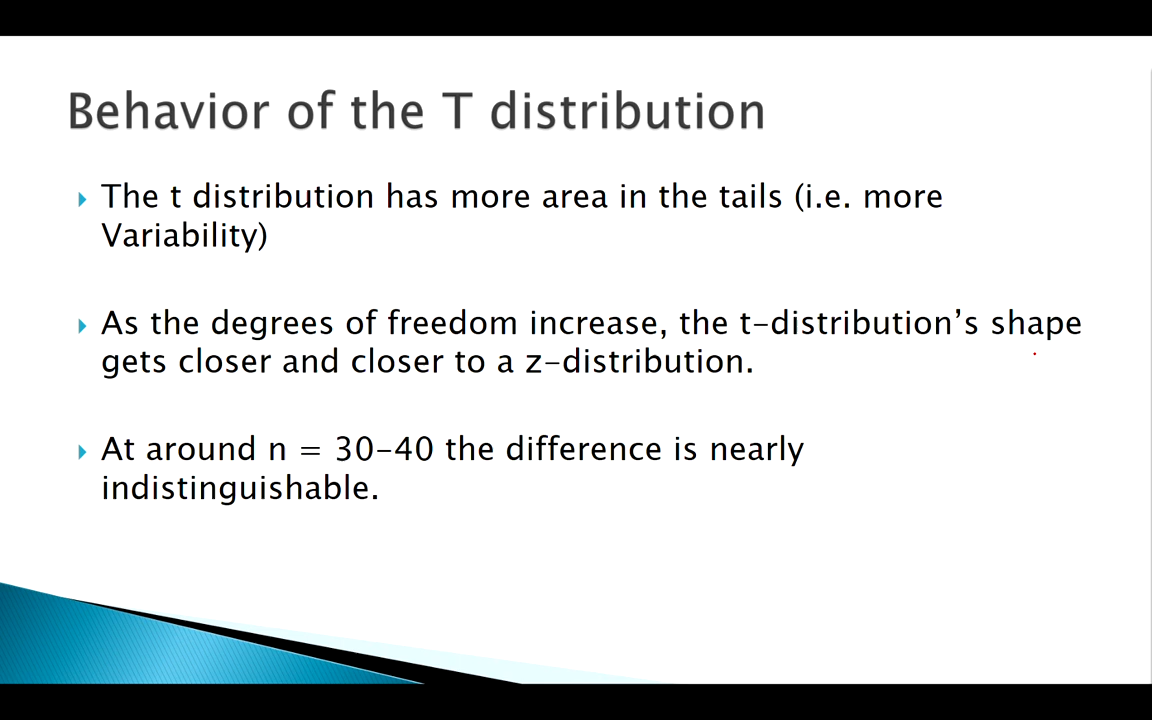 Behavior of the T distribution
The t distribution has more area in the tails (i.e. more
Variability)
As the degrees of freedom increase, the t-distribution’s shape
gets closer and closer to a z-distribution.
At around n = 30-40 the difference is nearly
indistinguishable.